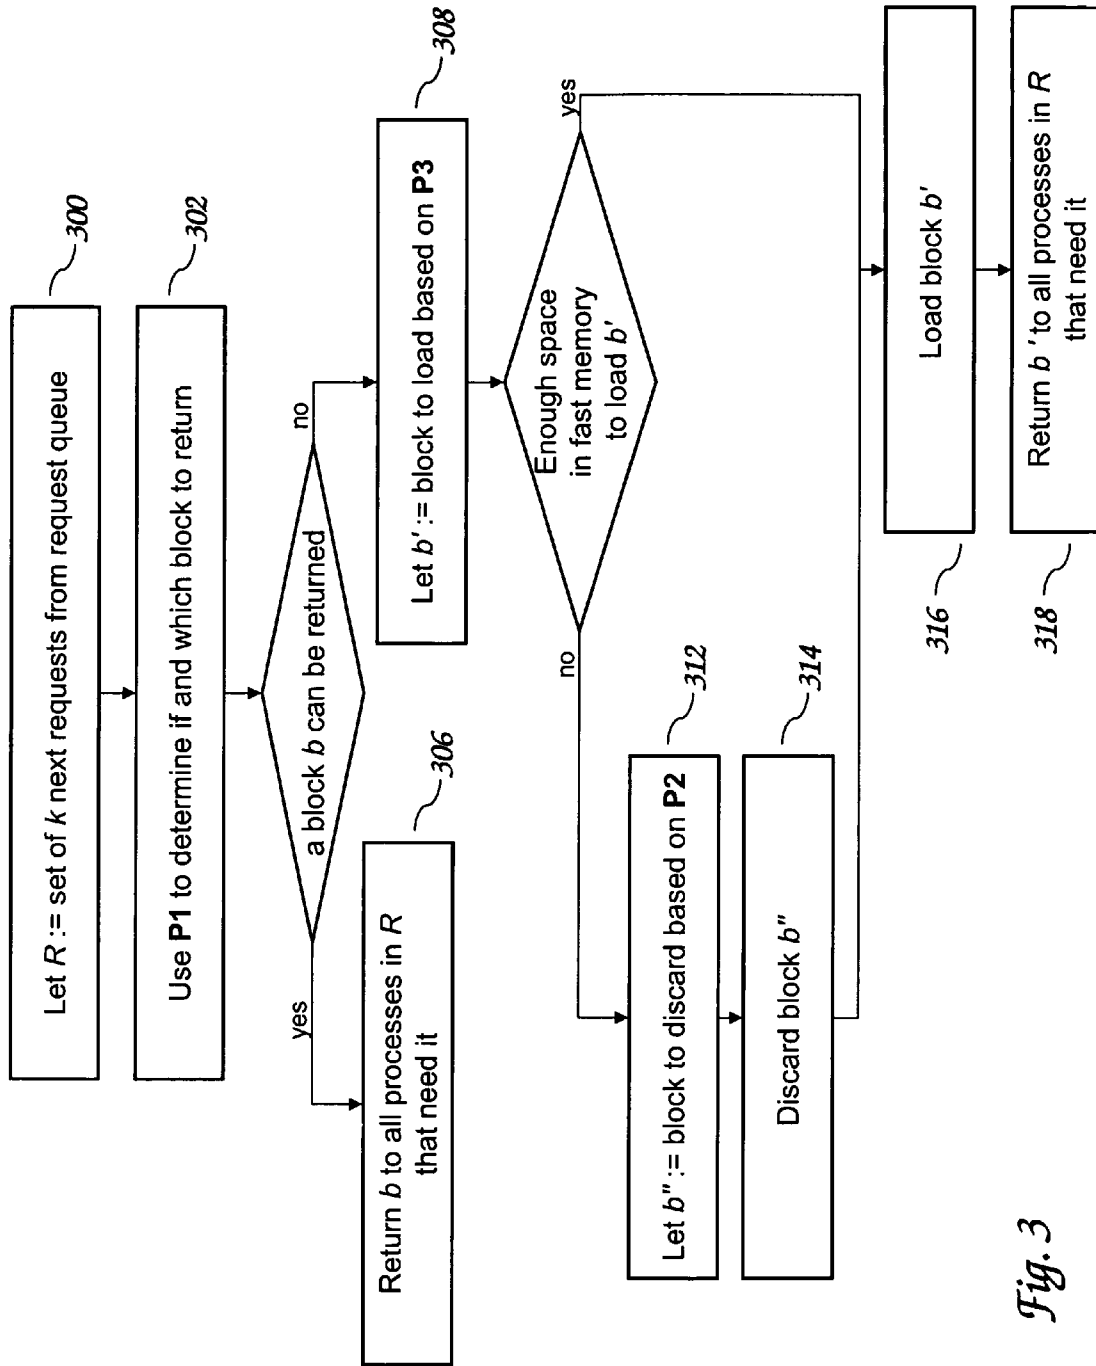 Let R := set of k next requests from request queue
300
Use P1 to determine if and which block to return
302
a block b can be returned
yes
no
Return b to all processes in R
that need it
306
Let b' := block to load based on P3
308
Enough space
in fast memory
to load b'
no
yes
Let b" := block to discard based on P2
312
Discard block b"
314
Load block b'
316
Return b ' to all processes in R
that need it
318
Fig. 3